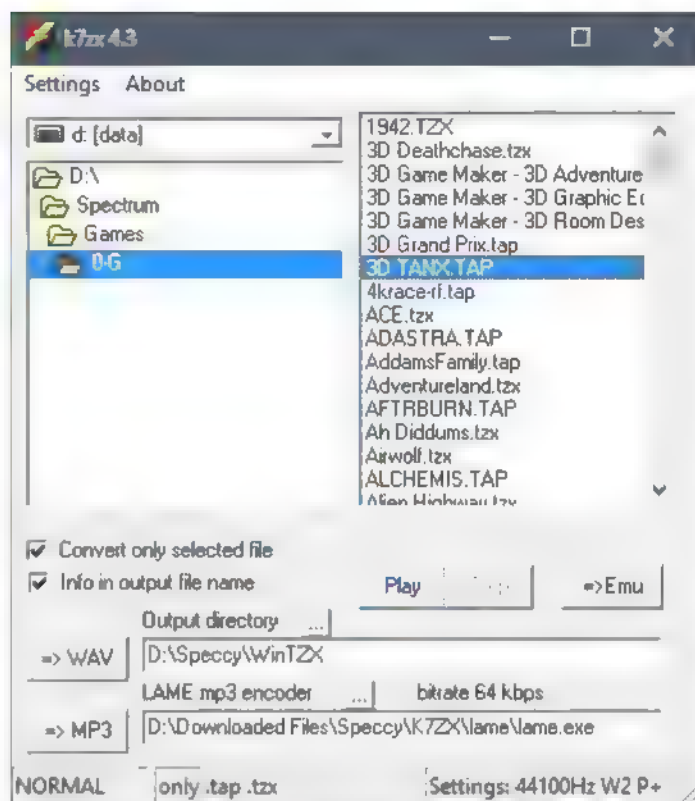 k7zx 4.3
Settings About
d: [data]
D:\
Spectrum
Games
0-G
1942.TZX
3D Deathchase.tzx
3D Game Maker - 3D Adventure
3D Game Maker - 3D Graphic Ec
3D Game Maker - 3D Room Des
3D Grand Prix.tap
3D TANX.TAP
4krace-rf.tap
ACE.tzx
ADASTRA.TAP
AddamsFamily.tap
Adventureland.tzx
AFTRBURN.TAP
Ah Diddums.tzx
Airwolf.tzx
ALCHEMIS.TAP
Alien Highway.tzx
Convert only selected file
Info in output file name
Play
=>Emu
Output directory ...
=> WAV
D:\Speccy\WinTZX
LAME mp3 encoder ... bitrate 64 kbps
=> MP3
D:\Downloaded Files\Speccy\K7ZX\lame\lame.exe
NORMAL only .tap .tzx Settings: 44100Hz W2 P+